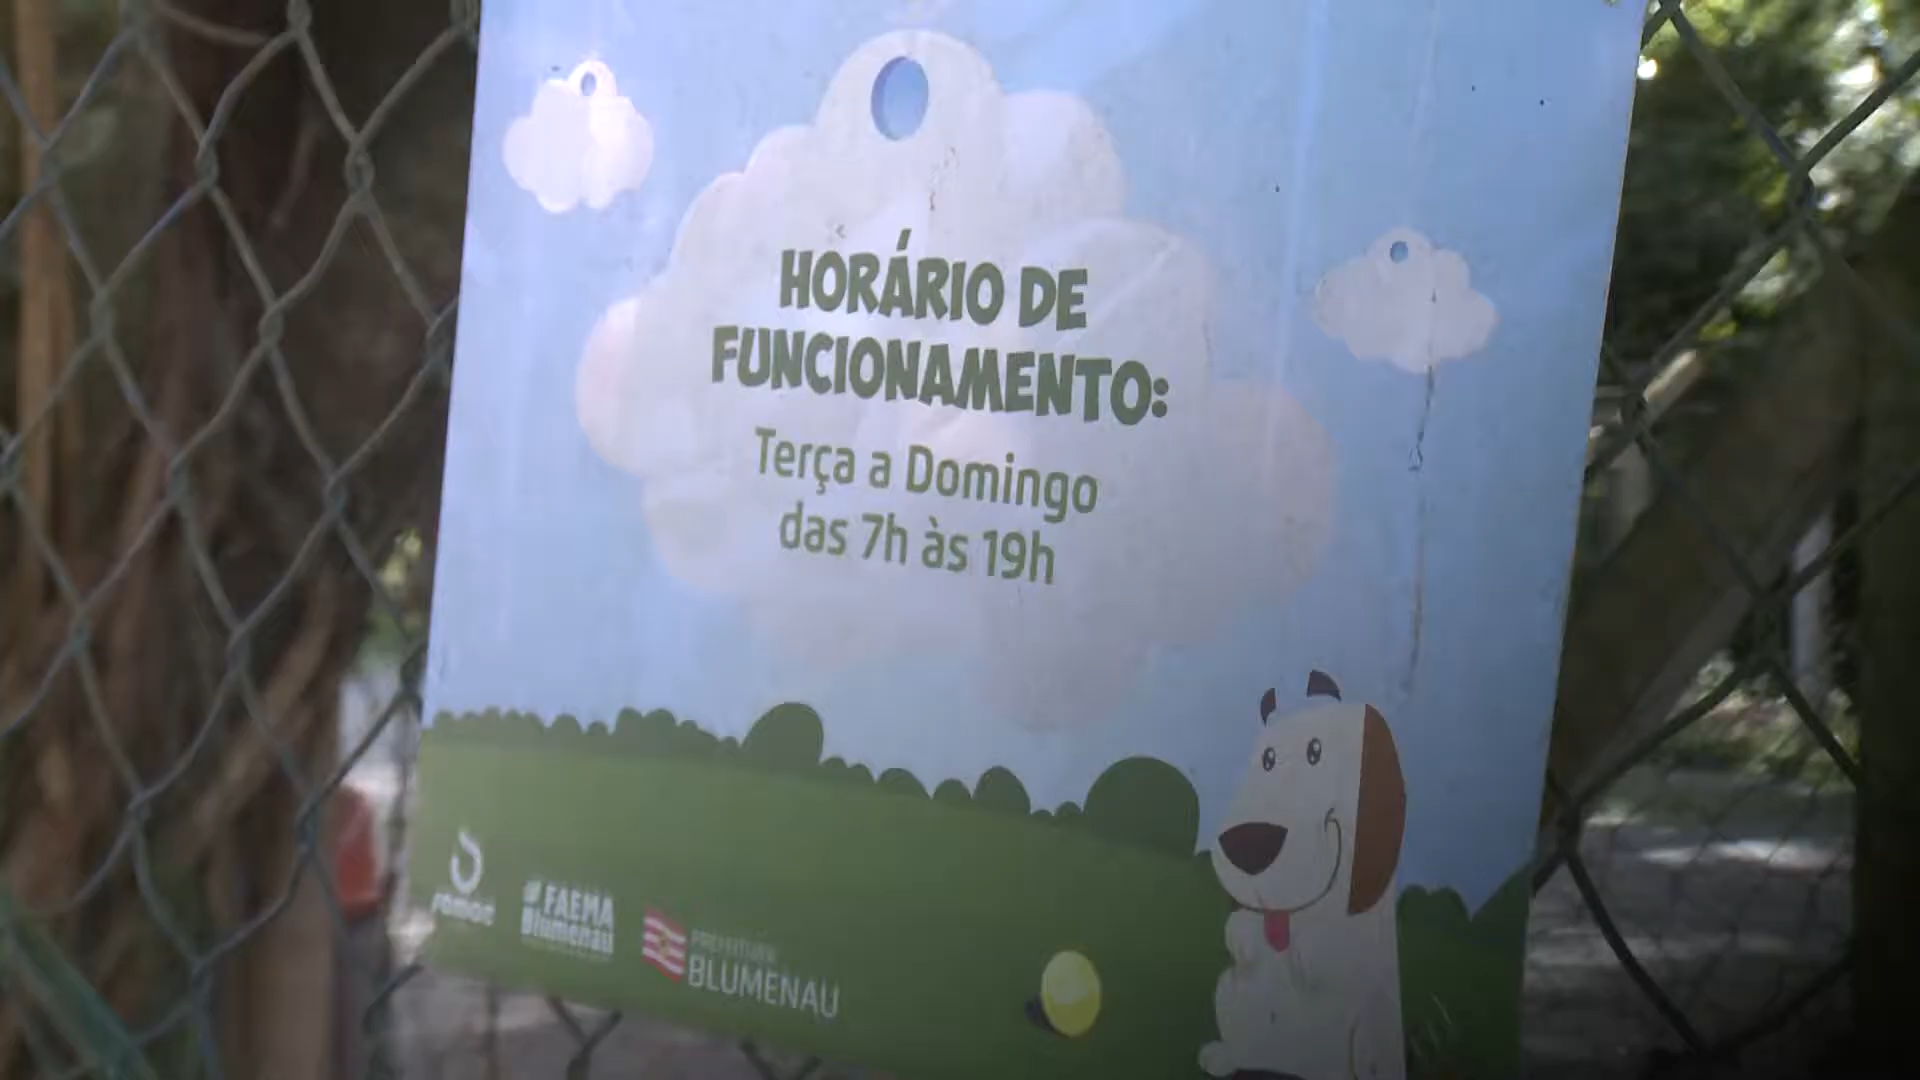 HORÁRIO DE
FUNCIONAMENTO:
Terça a Domingo
das 7h às 19h
FAEMA
Blumenau
PREFEITURA
BLUMENAU